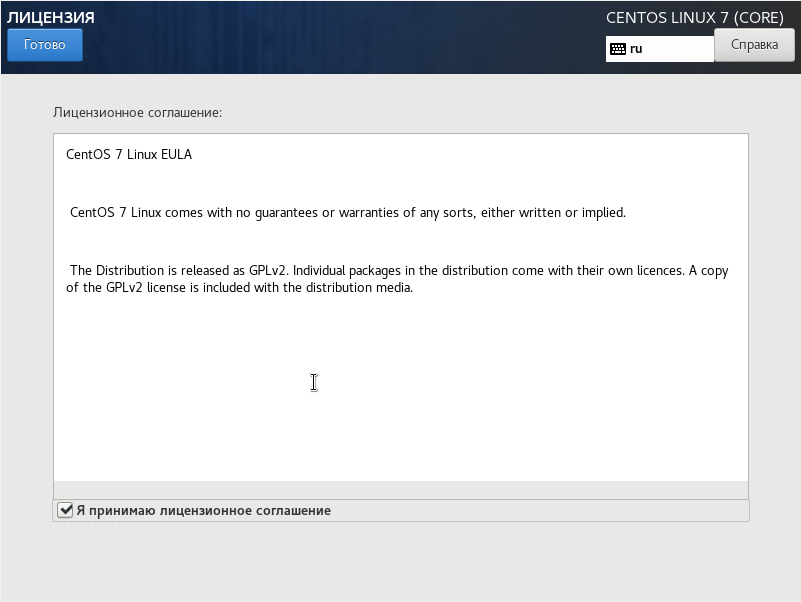 ЛИЦЕНЗИЯ
CENTOS LINUX 7 (CORE)
Готово
ru
Справка
Лицензионное соглашение:
CentOS 7 Linux EULA
CentOS 7 Linux comes with no guarantees or warranties of any sorts, either written or implied.
The Distribution is released as GPLv2. Individual packages in the distribution come with their own licences. A copy
of the GPLv2 license is included with the distribution media.
Я принимаю лицензионное соглашение